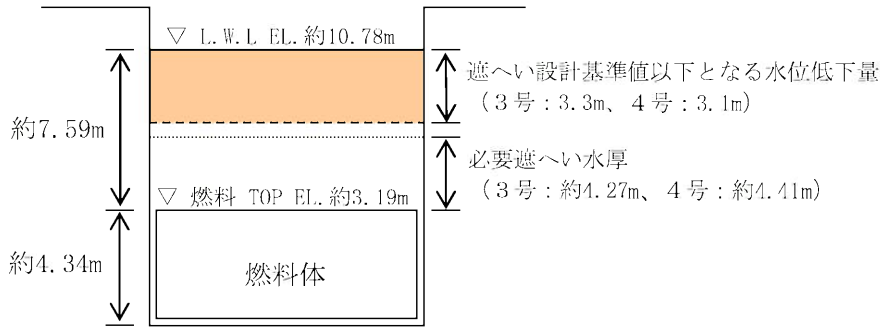 ▽ L.W.L EL.約10.78m
遮へい設計基準値以下となる水位低下量
（３号：3.3m、４号：3.1m）
約7.59m
必要遮へい水厚
（３号：約4.27m、４号：約4.41m）
▽ 燃料 TOP EL.約3.19m
約4.34m
燃料体